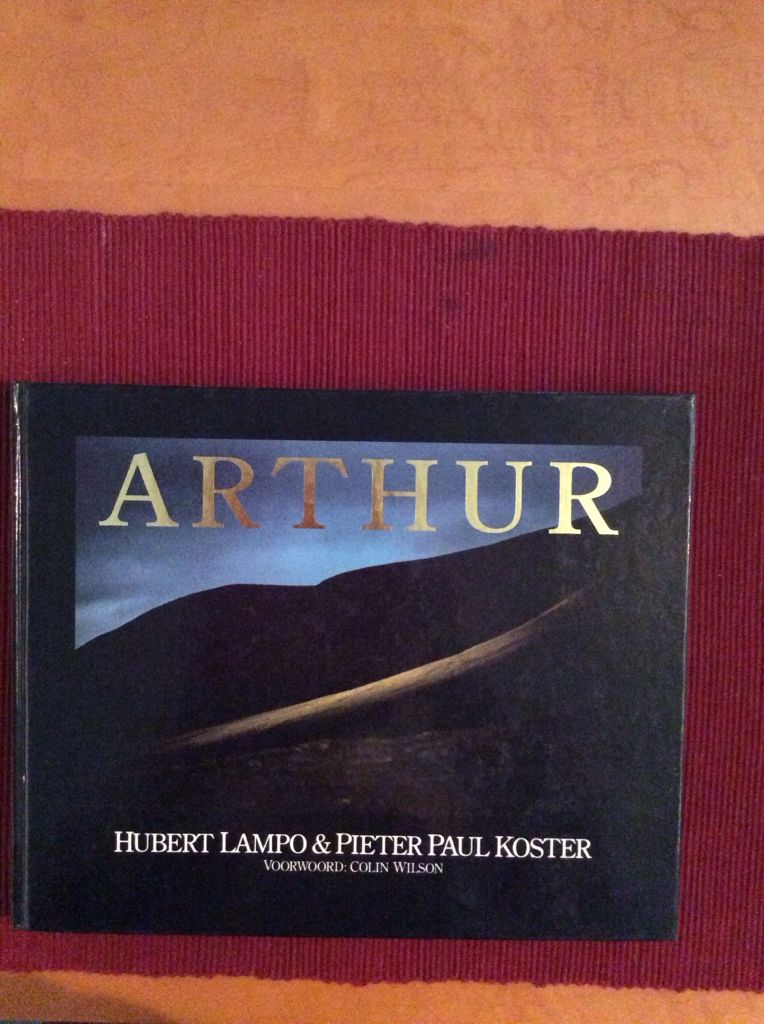 ARTHUR
HUBERT LAMPO & PIETER PAUL KOSTER
VOORWOORD: COLIN WILSON